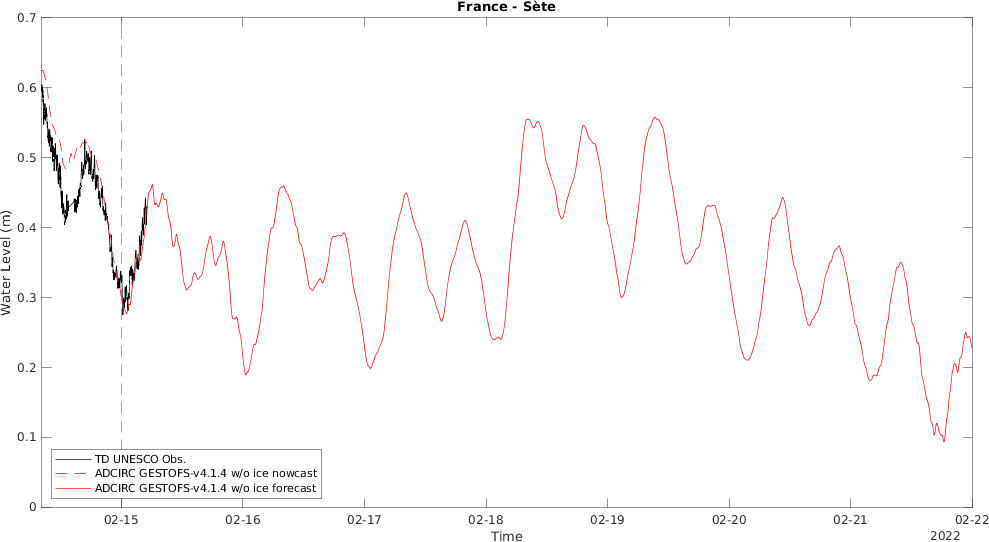 France - Sète
0.7
0.6
0.5
0.4
0.3
0.2
0.1
0
Water Level (m)
TD UNESCO Obs.
ADCIRC GESTOFS-v4.1.4 w/o ice nowcast
ADCIRC GESTOFS-v4.1.4 w/o ice forecast
02-15 02-16 02-17 02-18 02-19 02-20 02-21 02-22
Time
2022